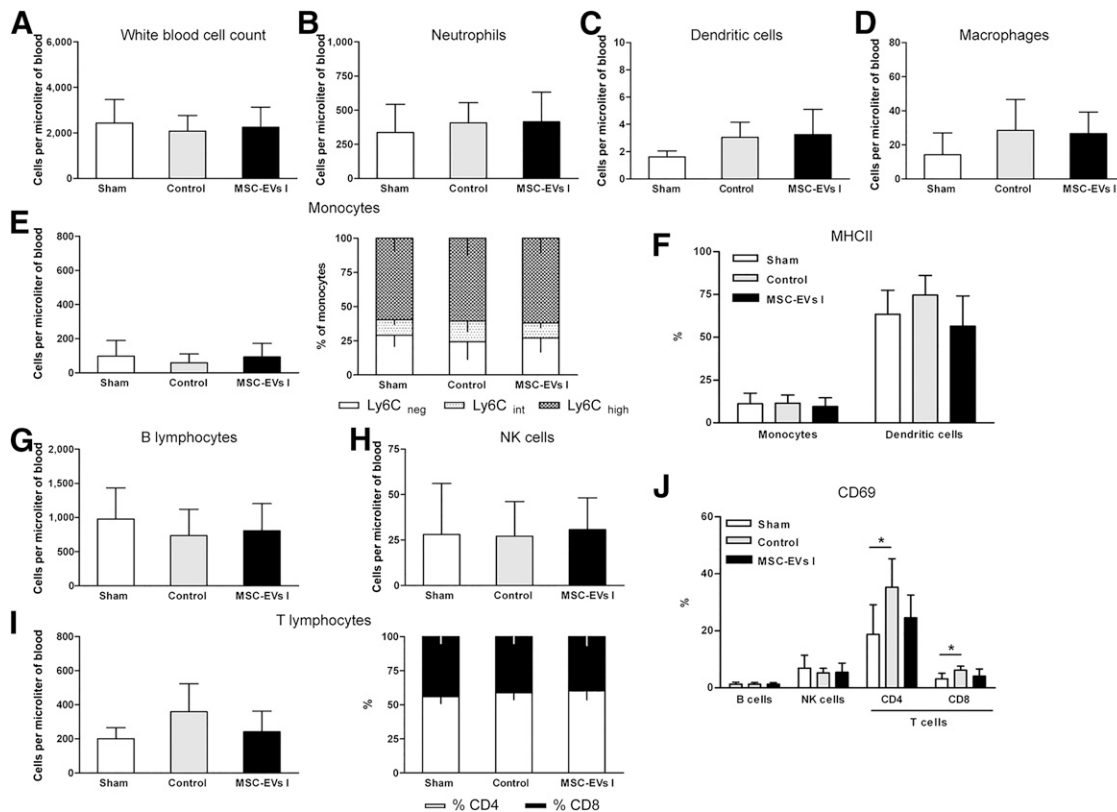 A
White blood cell count
Cells per microliter of blood
6,000
4,000
2,000
0
Sham
Control
MSC-EVs I
B
Neutrophils
Cells per microliter of blood
1,000
750
500
250
0
Sham
Control
MSC-EVs I
C
Dendritic cells
Cells per microliter of blood
10
8
6
4
2
0
Sham
Control
MSC-EVs I
D
Macrophages
Cells per microliter of blood
80
60
40
20
0
Sham
Control
MSC-EVs I
E
Monocytes
Cells per microliter of blood
800
600
400
200
0
Sham
Control
MSC-EVs I
% of monocytes
100
75
50
25
0
Sham
Control
MSC-EVs I
Ly6C neg
Ly6C int
Ly6C high
F
MHCII
Sham
Control
MSC-EVs I
%
100
75
50
25
0
Monocytes
Dendritic cells
G
B lymphocytes
Cells per microliter of blood
2,000
1,500
1,000
500
0
Sham
Control
MSC-EVs I
H
NK cells
Cells per microliter of blood
75
50
25
0
Sham
Control
MSC-EVs I
I
T lymphocytes
Cells per microliter of blood
800
600
400
200
0
Sham
Control
MSC-EVs I
%
100
75
50
25
0
Sham
Control
MSC-EVs I
% CD4
% CD8
J
CD69
Sham
Control
MSC-EVs I
%
60
40
20
0
*
*
B cells
NK cells
CD4
CD8
T cells